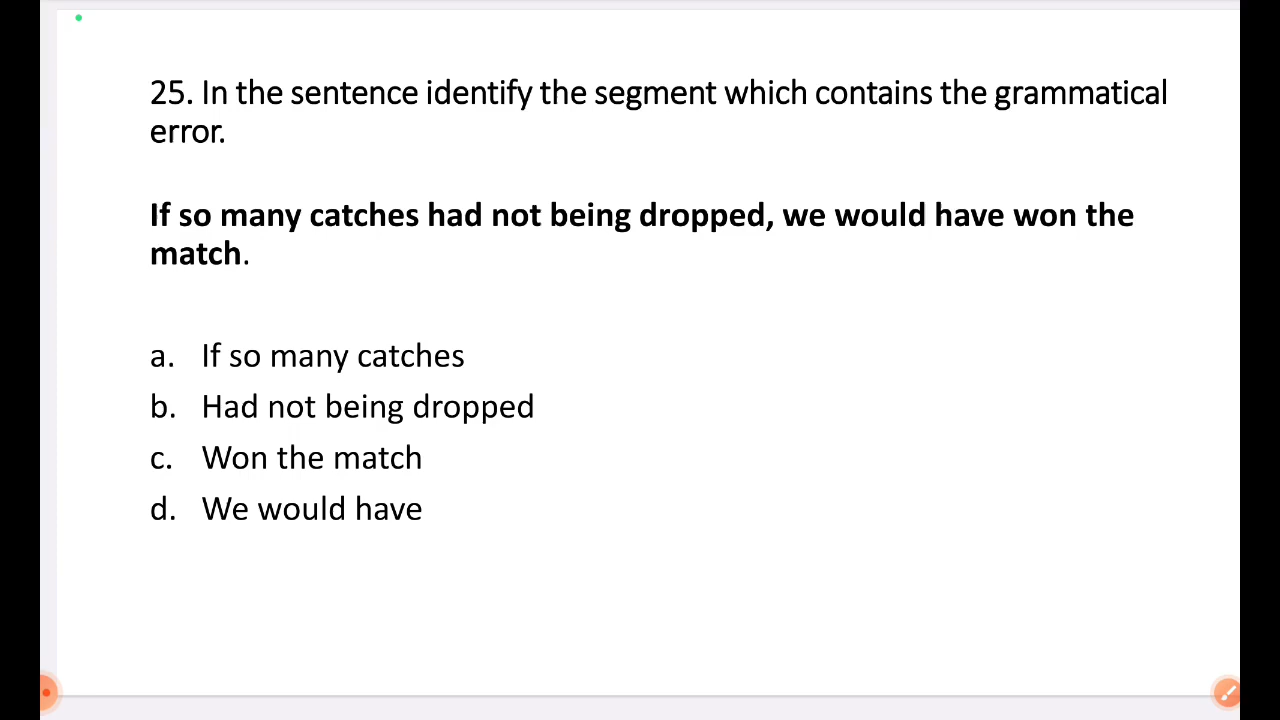 25. In the sentence identify the segment which contains the grammatical
error.
If so many catches had not being dropped, we would have won the
match.
a. If so many catches
b. Had not being dropped
c. Won the match
d. We would have